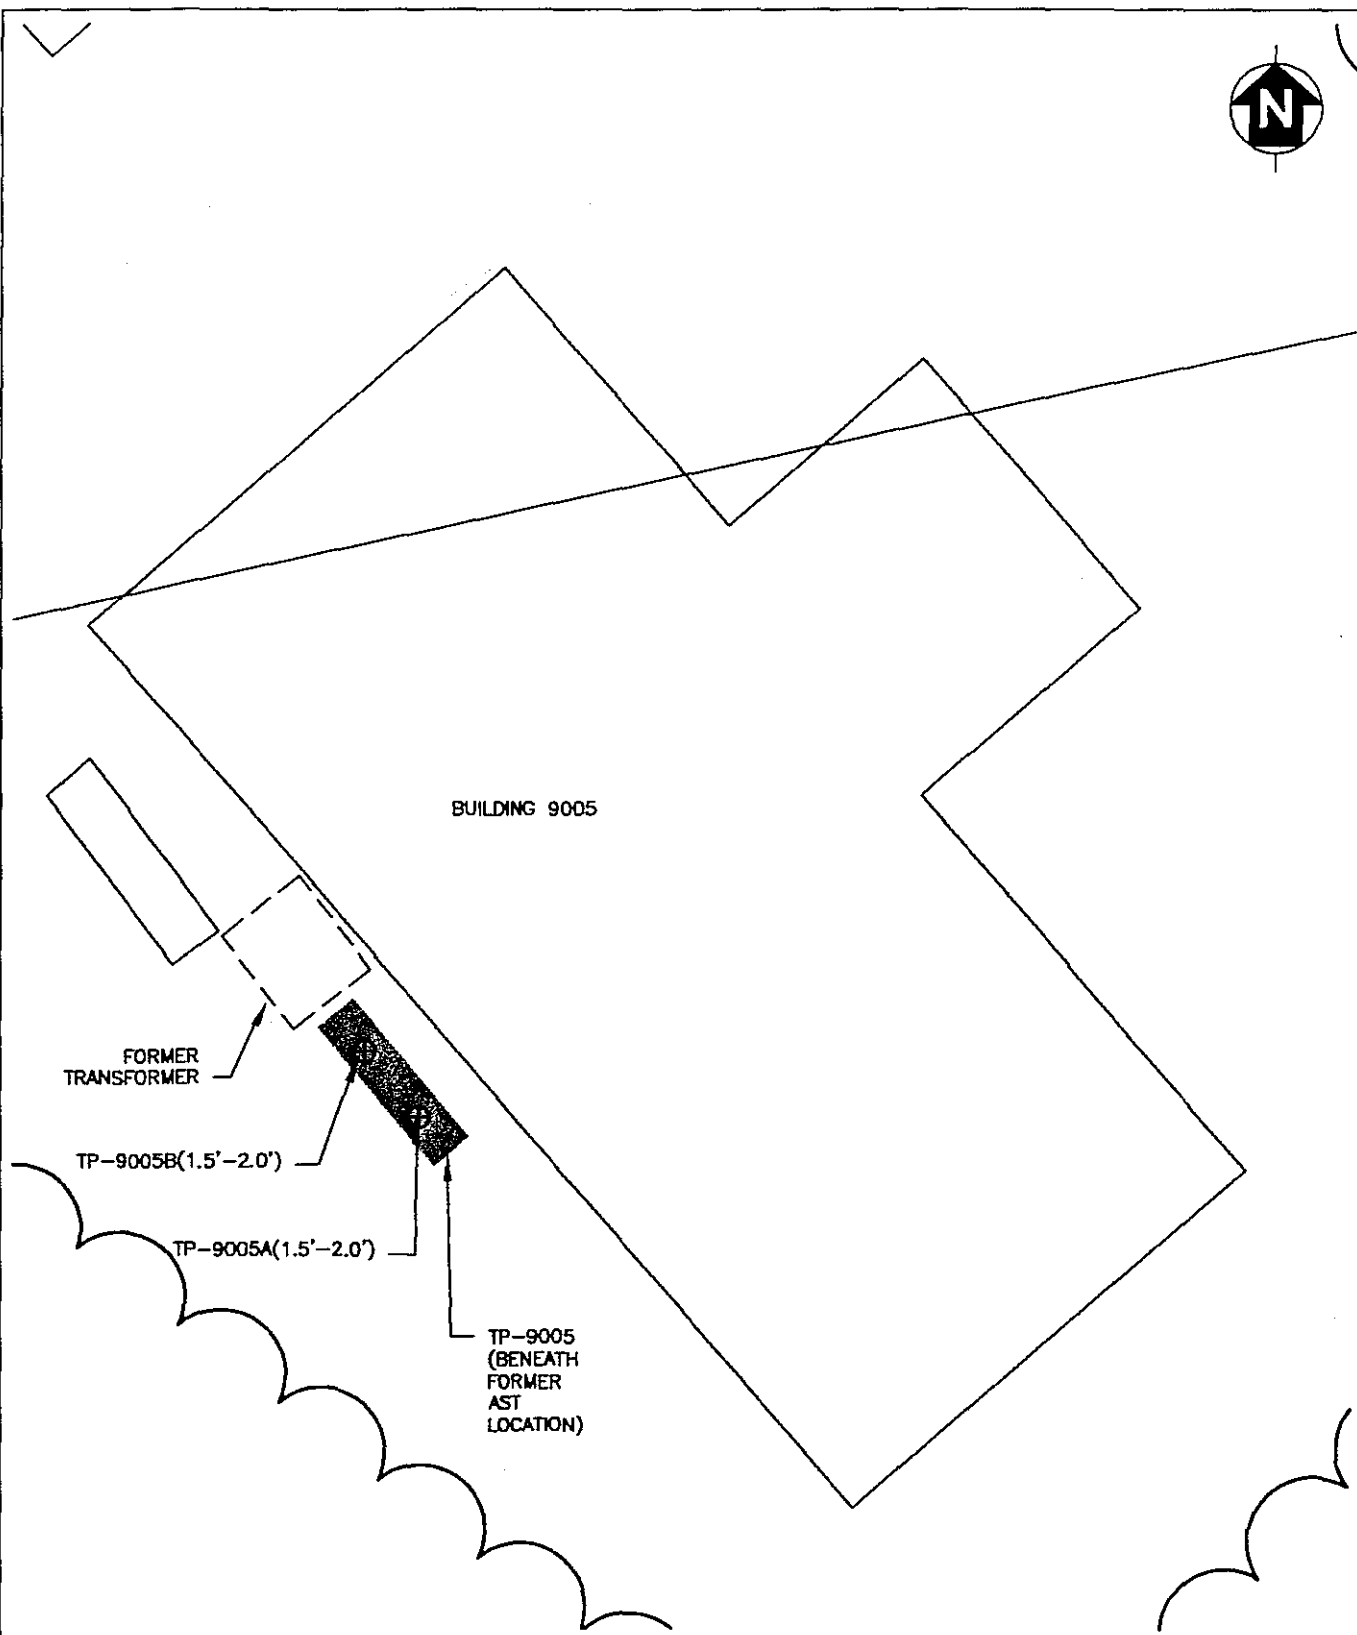 N
BUILDING 9005
FORMER
TRANSFORMER
TP-9005B(1.5'-2.0')
TP-9005A(1.5'-2.0')
TP-9005
(BENEATH
FORMER
AST
LOCATION)